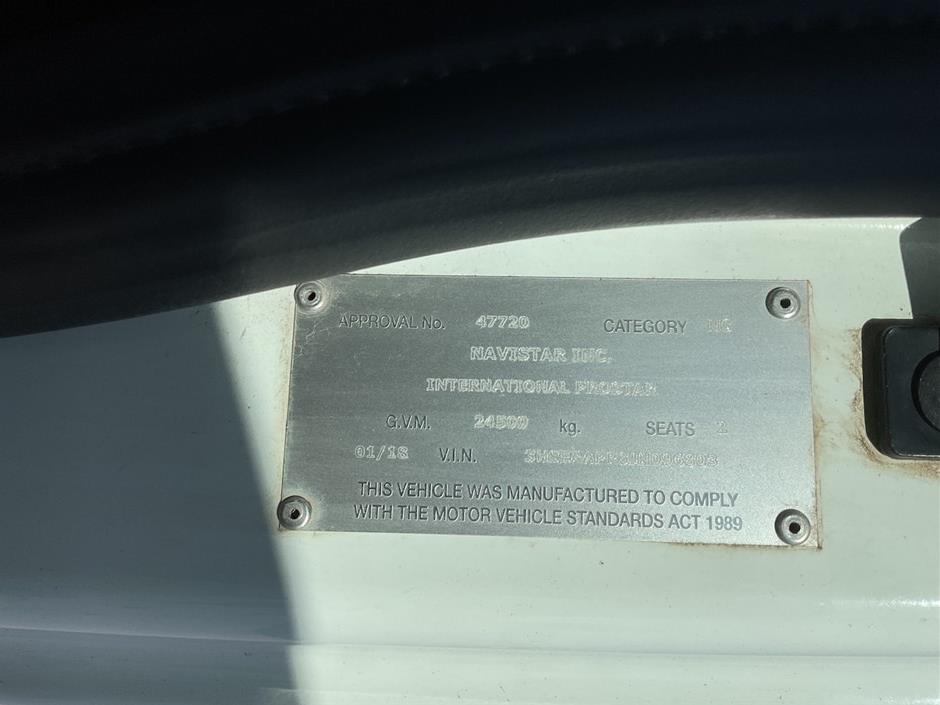 APPROVAL No. 47720 CATEGORY NC
NAVISTAR INC.
INTERNATIONAL PROSTAR
G.V.M. 24500 kg. SEATS 2
01/18 V.I.N.
THIS VEHICLE WAS MANUFACTURED TO COMPLY
WITH THE MOTOR VEHICLE STANDARDS ACT 1989